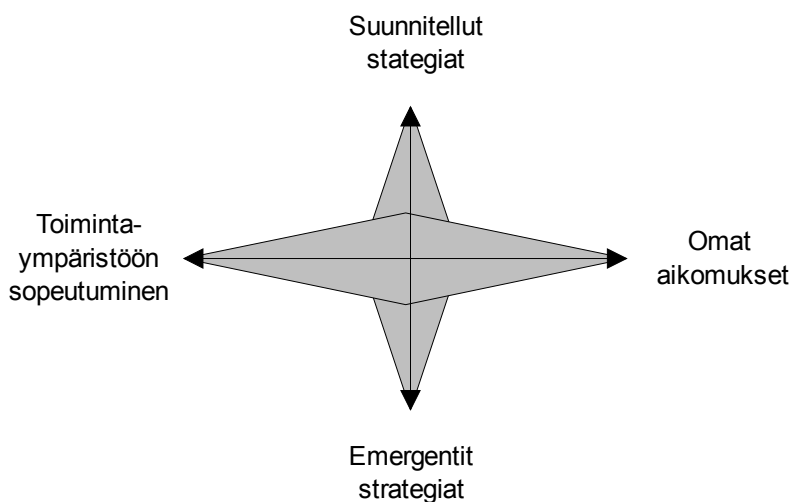 Suunnitellut
stategiat
Toiminta-
ympäristöön
sopeutuminen
Omat
aikomukset
Emergentit
strategiat